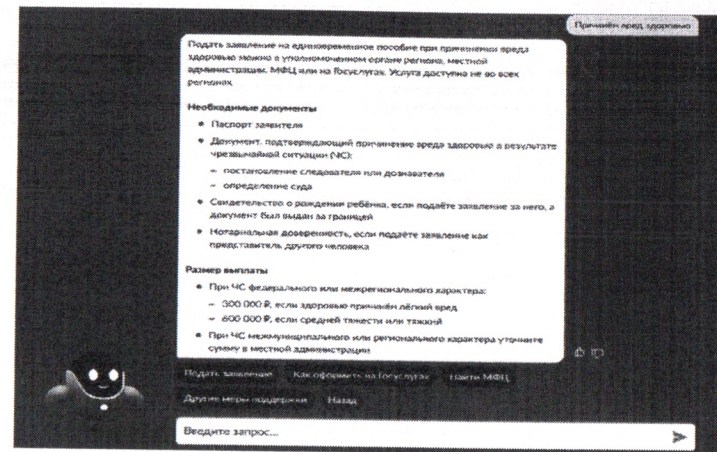 Причинён вред здоровью
Подать заявление на единовременное пособие при причинении вреда
здоровью можно в уполномоченном органе региона, местной
администрации, МФЦ или на Госуслугах. Услуга доступна не во всех
регионах
Необходимые документы
• Паспорт заявителя
• Документ, подтверждающий причинение вреда здоровью в результате
чрезвычайной ситуации (ЧС):
– постановление следователя или дознавателя
– определение суда
• Свидетельство о рождении ребёнка, если подаёте заявление за него, а
документ был выдан за границей
• Нотариальная доверенность, если подаёте заявление как
представитель другого человека
Размер выплаты
• При ЧС федерального или межрегионального характера:
– 300 000 ₽, если здоровью причинён лёгкий вред
– 600 000 ₽, если средней тяжести или тяжкий
• При ЧС межмуниципального или регионального характера уточните
сумму в местной администрации
Подать заявление Как оформить на Госуслугах Найти МФЦ
Другие меры поддержки Назад
Введите запрос...